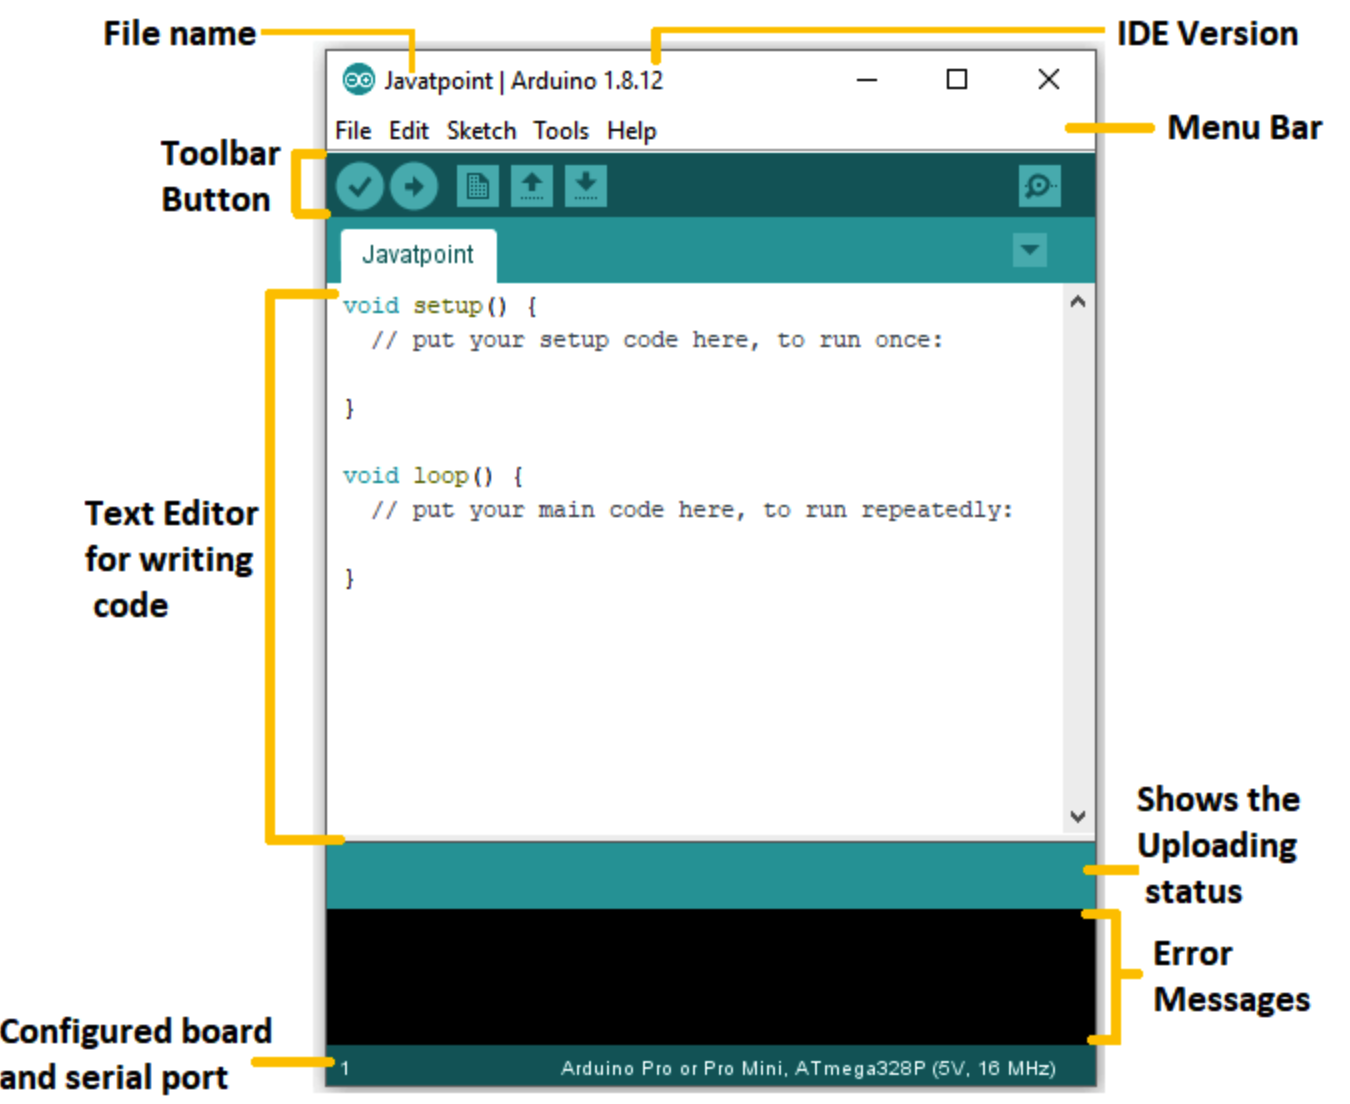 File name
IDE Version
Javatpoint | Arduino 1.8.12
File Edit Sketch Tools Help
Menu Bar
Toolbar
Button
Javatpoint
void setup() {
// put your setup code here, to run once:
}
void loop() {
// put your main code here, to run repeatedly:
}
Text Editor
for writing
code
Shows the
Uploading
status
Error
Messages
Configured board
and serial port
1
Arduino Pro or Pro Mini, ATmega328P (5V, 16 MHz)